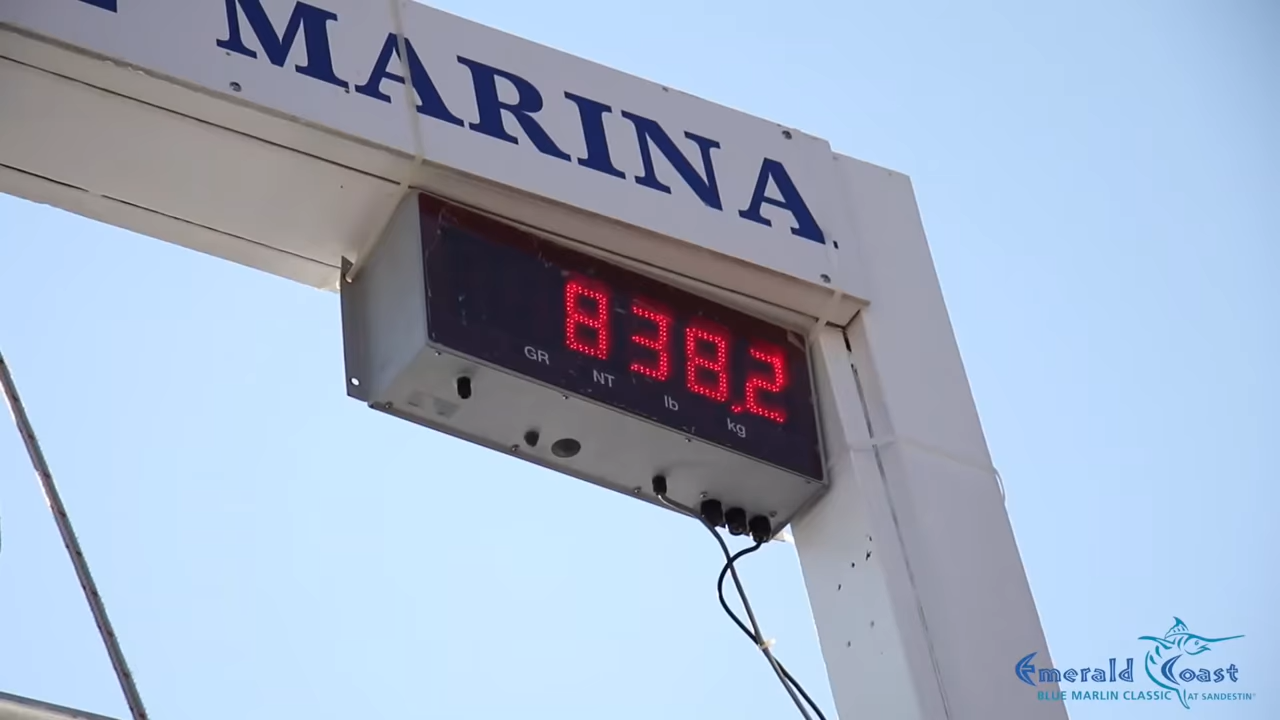 MARINA
838.2
GR NT lb kg
Emerald Coast
BLUE MARLIN CLASSIC AT SANDESTIN